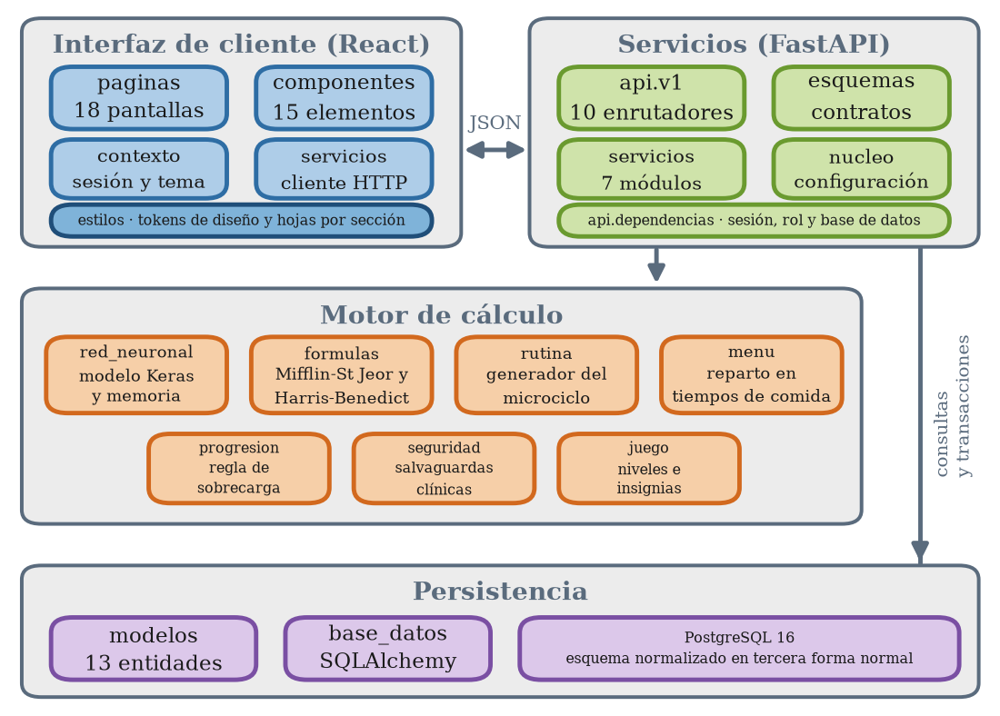 Interfaz de cliente (React)
paginas
18 pantallas
componentes
15 elementos
contexto
sesión y tema
servicios
cliente HTTP
estilos · tokens de diseño y hojas por sección
JSON
Servicios (FastAPI)
api.v1
10 enrutadores
esquemas
contratos
servicios
7 módulos
nucleo
configuración
api.dependencias · sesión, rol y base de datos
Motor de cálculo
red_neuronal
modelo Keras
y memoria
formulas
Mifflin-St Jeor y
Harris-Benedict
rutina
generador del
microciclo
menu
reparto en
tiempos de comida
progresion
regla de
sobrecarga
seguridad
salvaguardas
clínicas
juego
niveles e
insignias
consultas
y transacciones
Persistencia
modelos
13 entidades
base_datos
SQLAlchemy
PostgreSQL 16
esquema normalizado en tercera forma normal